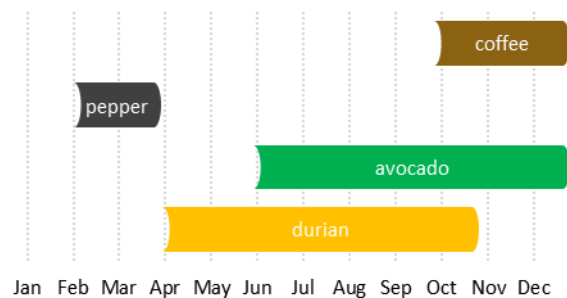 coffee
pepper
avocado
durian
Jan Feb Mar Apr May Jun Jul Aug Sep Oct Nov Dec